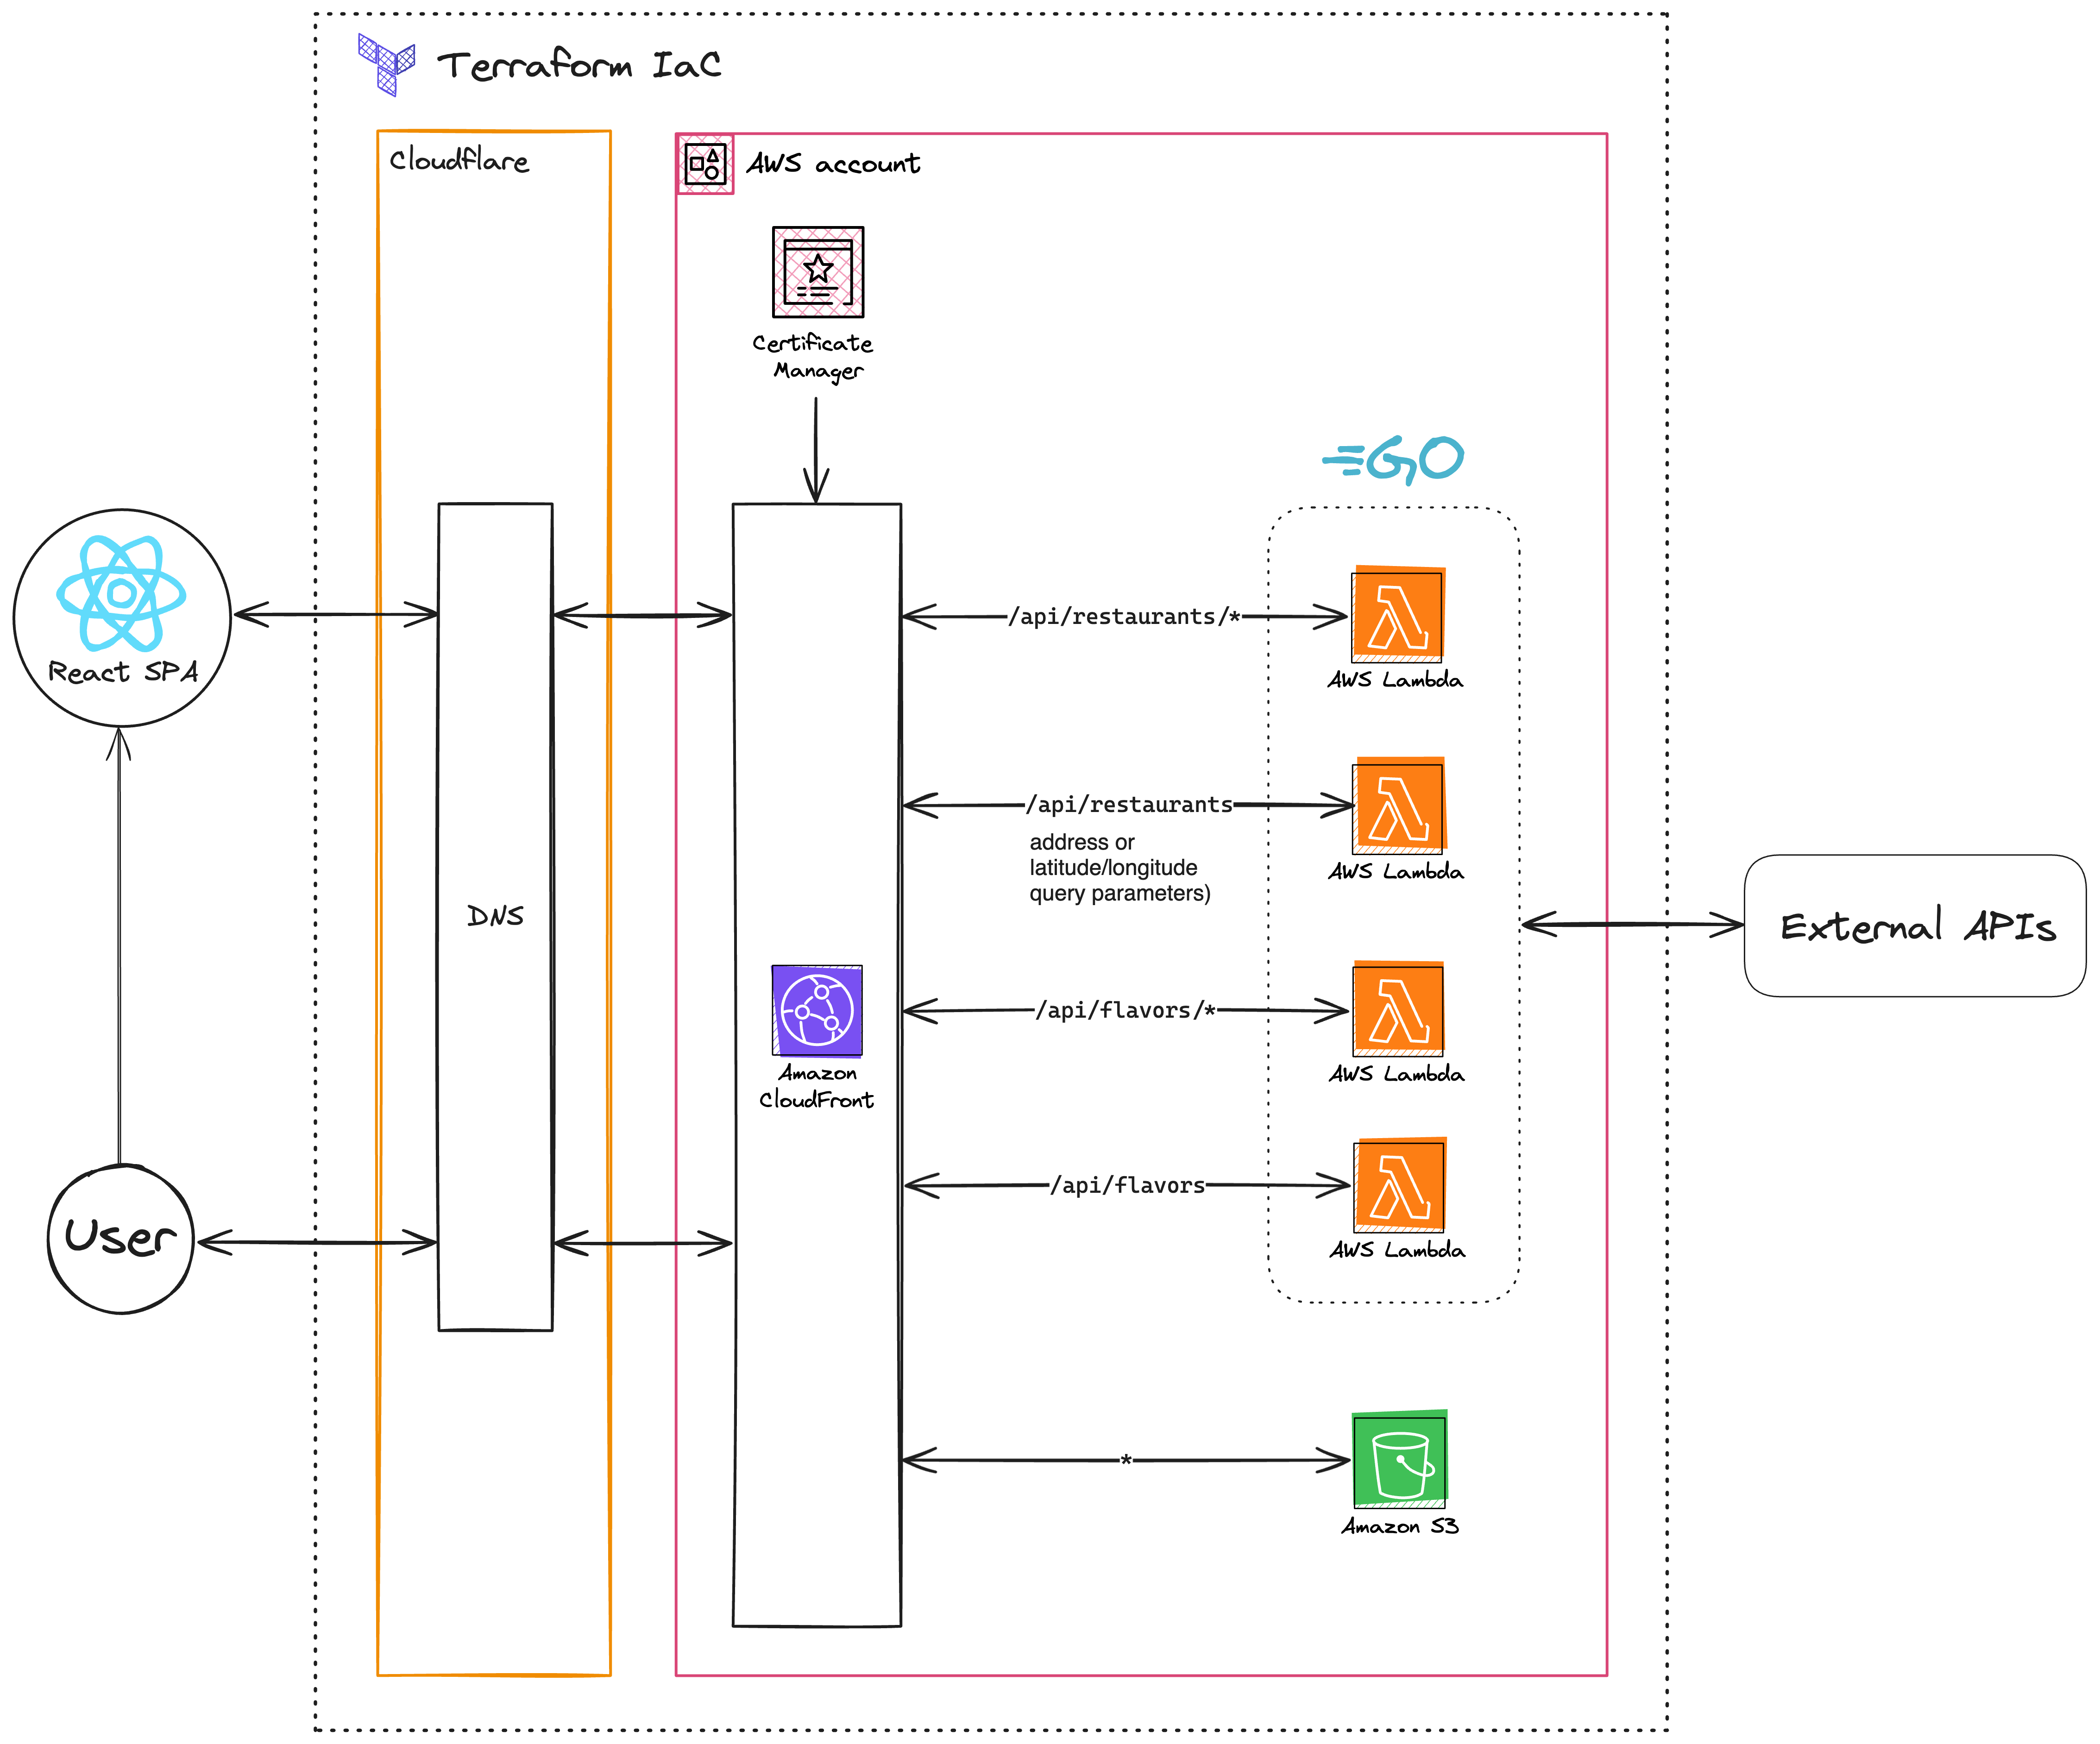 Terraform IaC
Cloudflare
AWS account
Certificate
Manager
GO
React SPA
/api/restaurants/*
AWS Lambda
/api/restaurants
address or
latitude/longitude
query parameters)
AWS Lambda
DNS
External APIs
/api/flavors/*
AWS Lambda
Amazon
CloudFront
/api/flavors
AWS Lambda
User
*
Amazon S3